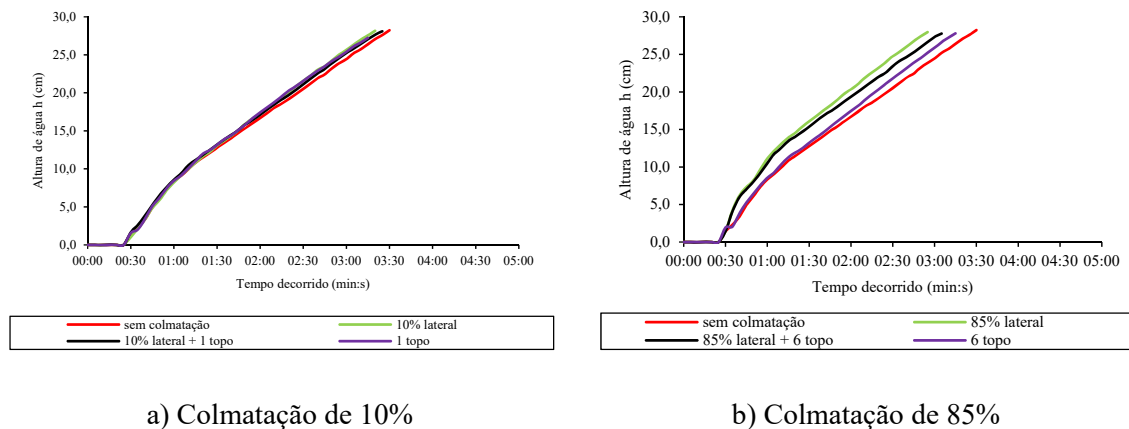 30,0
25,0
20,0
15,0
10,0
5,0
0,0
Altura de água h (cm)
00:00 00:30 01:00 01:30 02:00 02:30 03:00 03:30 04:00 04:30 05:00
Tempo decorrido (min:s)
sem colmatação 10% lateral
10% lateral + 1 topo 1 topo
a) Colmatação de 10%
30,0
25,0
20,0
15,0
10,0
5,0
0,0
Altura de água h (cm)
00:00 00:30 01:00 01:30 02:00 02:30 03:00 03:30 04:00 04:30 05:00
Tempo decorrido (min:s)
sem colmatação 85% lateral
85% lateral + 6 topo 6 topo
b) Colmatação de 85%